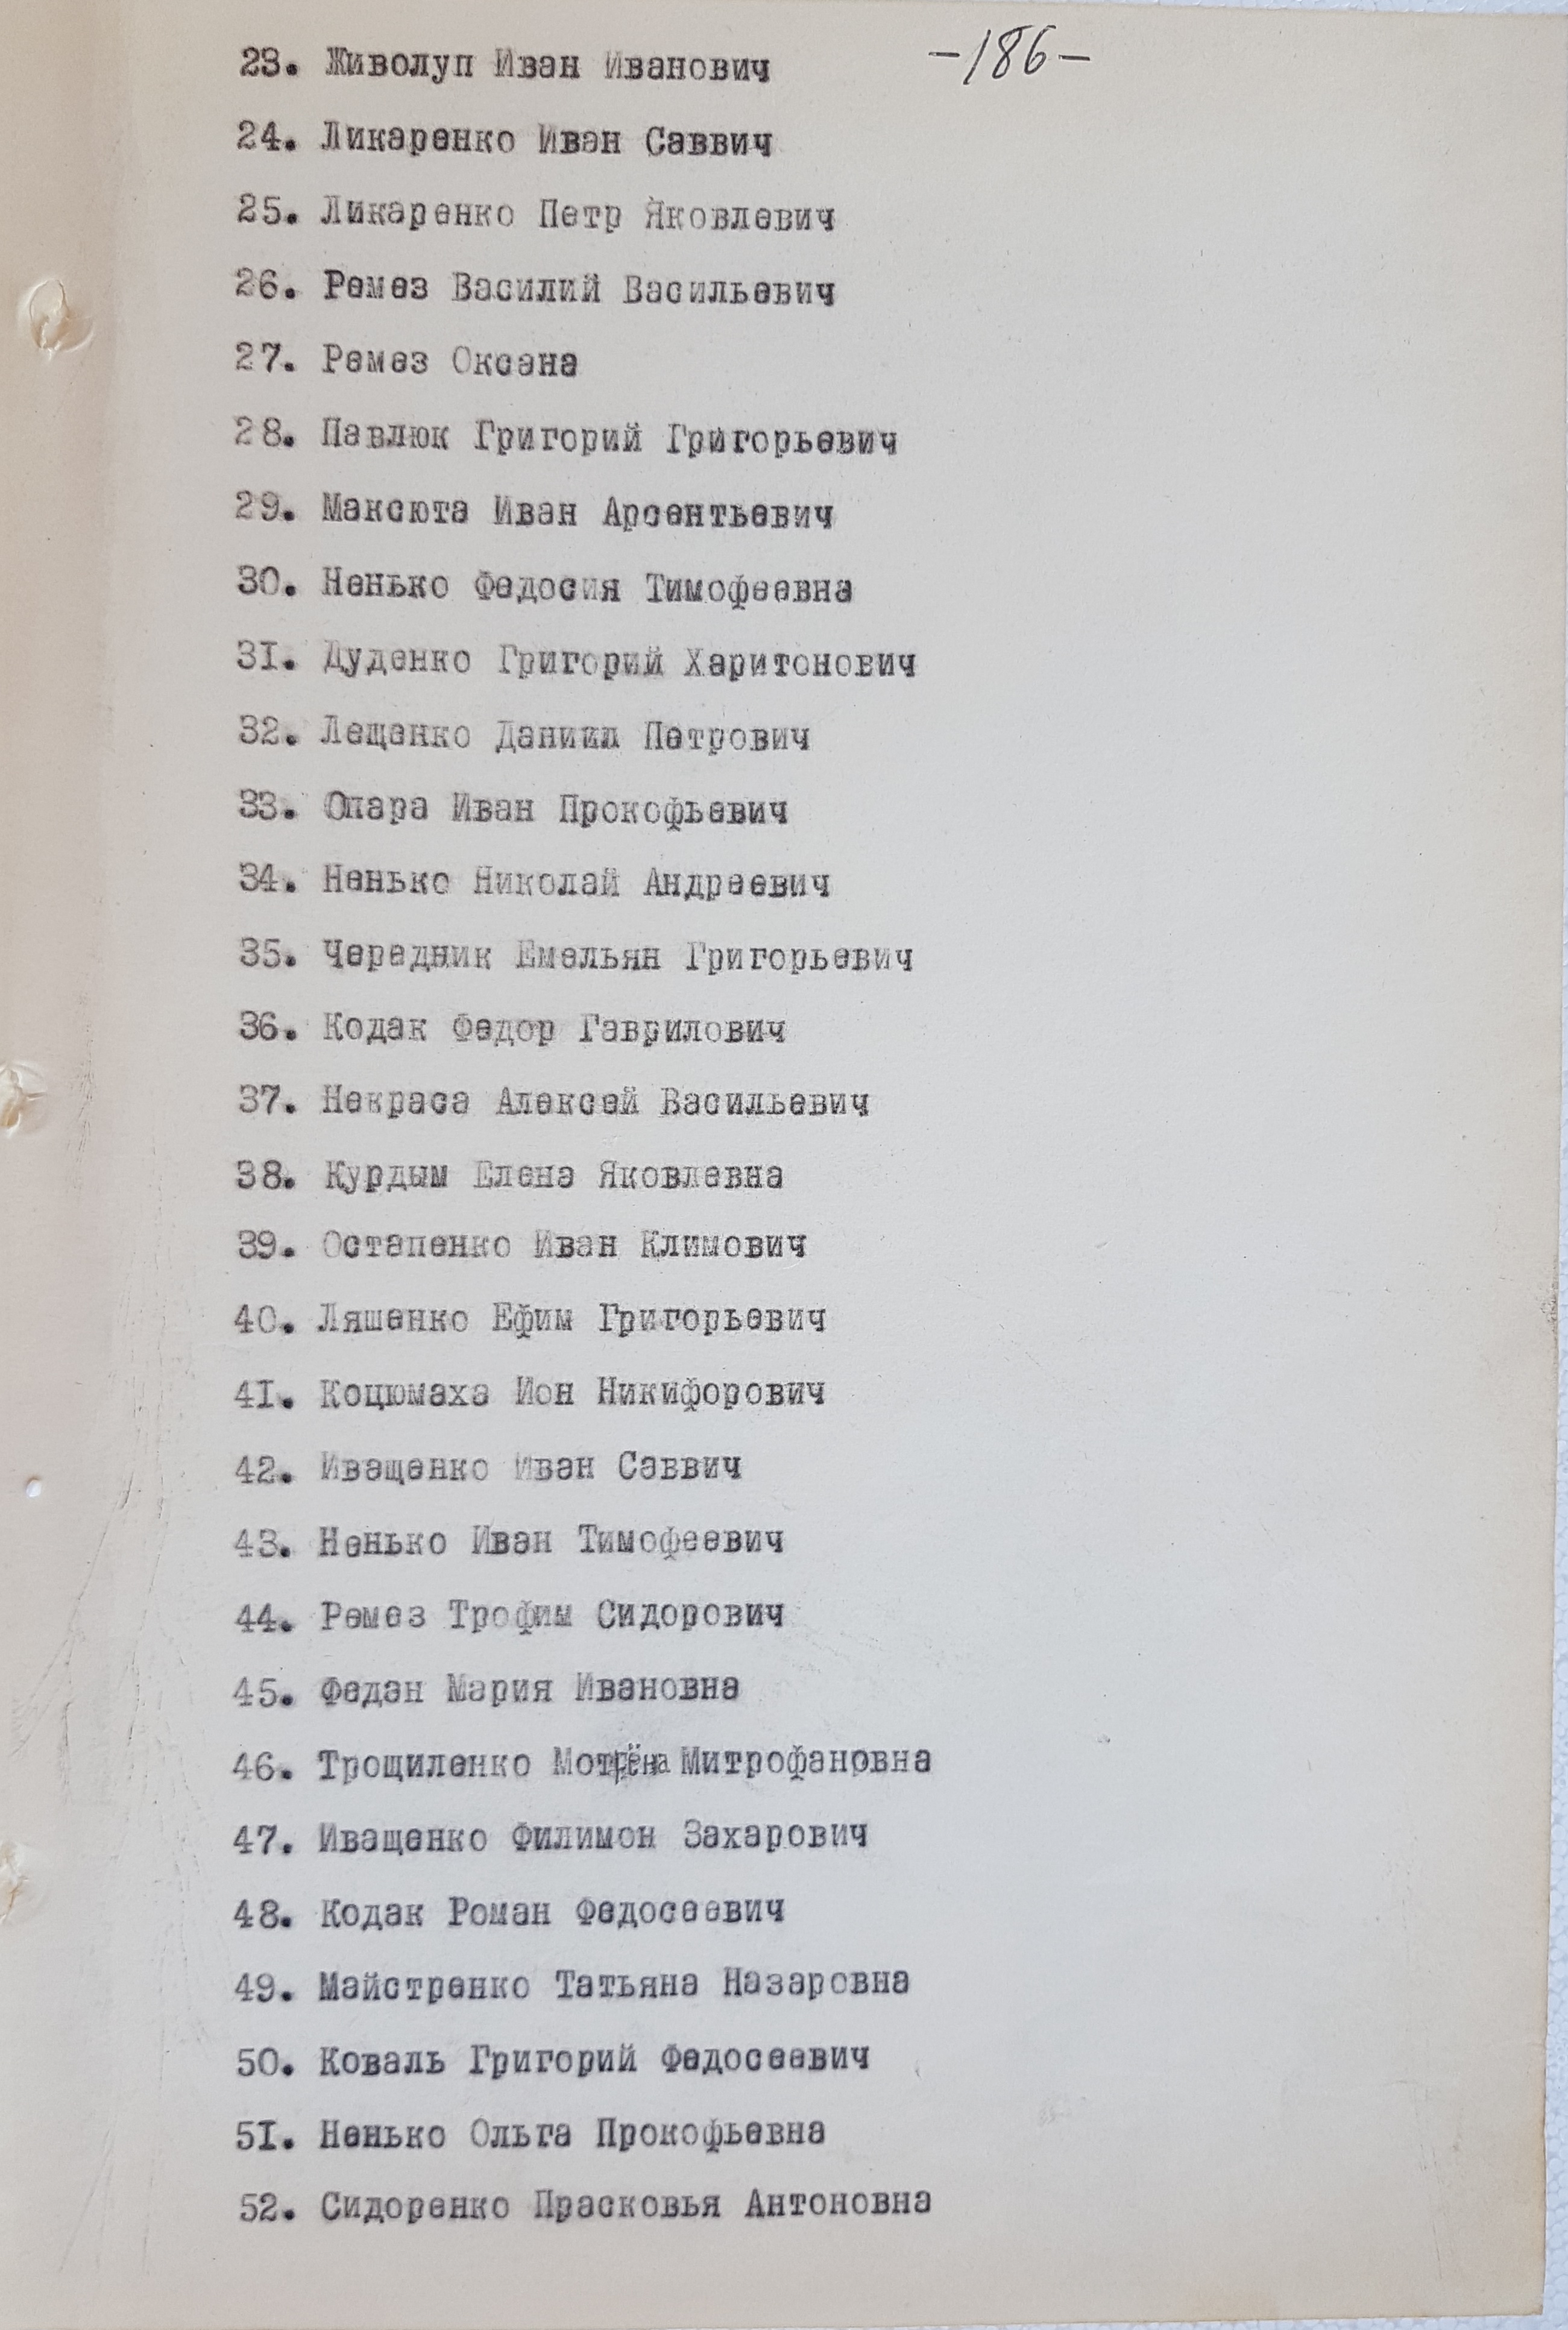 -186-
23. Живолуп Иван Иванович
24. Ликаренко Иван Саввич
25. Ликаренко Петр Яковлевич
26. Ремез Василий Васильевич
27. Ремез Оксана
28. Павлюк Григорий Григорьевич
29. Максюта Иван Арсентьевич
30. Ненько Федосия Тимофеевна
31. Дуденко Григорий Харитонович
32. Лещенко Даниил Петрович
33. Опара Иван Прокофьевич
34. Ненько Николай Андреевич
35. Чередник Емельян Григорьевич
36. Кодак Федор Гаврилович
37. Некраса Алексей Васильевич
38. Курдым Елена Яковлевна
39. Остапенко Иван Климович
40. Ляшенко Ефим Григорьевич
41. Коцюмаха Ион Никифорович
42. Иващенко Иван Саввич
43. Ненько Иван Тимофеевич
44. Ремез Трофим Сидорович
45. Федан Мария Ивановна
46. Трощиленко Мотрёна Митрофановна
47. Иващенко Филимон Захарович
48. Кодак Роман Федосеевич
49. Майстренко Татьяна Назаровна
50. Коваль Григорий Федосеевич
51. Ненько Ольга Прокофьевна
52. Сидоренко Прасковья Антоновна